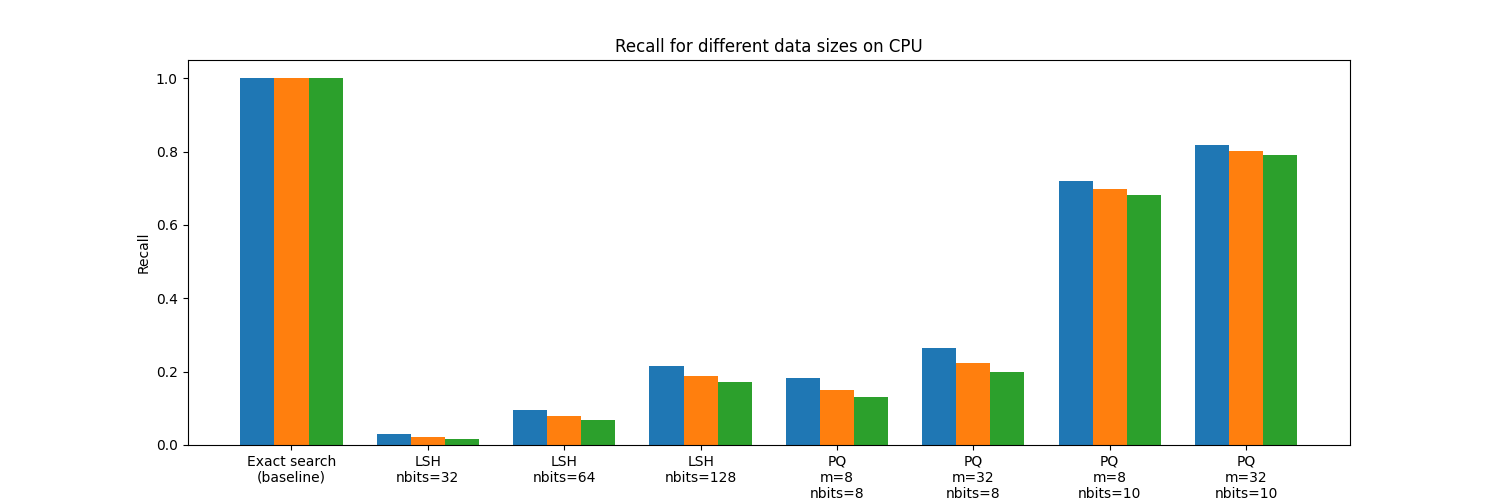 Recall for different data sizes on CPU
Recall
1.0
0.8
0.6
0.4
0.2
0.0
Exact search
(baseline)
LSH
nbits=32
LSH
nbits=64
LSH
nbits=128
PQ
m=8
nbits=8
PQ
m=32
nbits=8
PQ
m=8
nbits=10
PQ
m=32
nbits=10